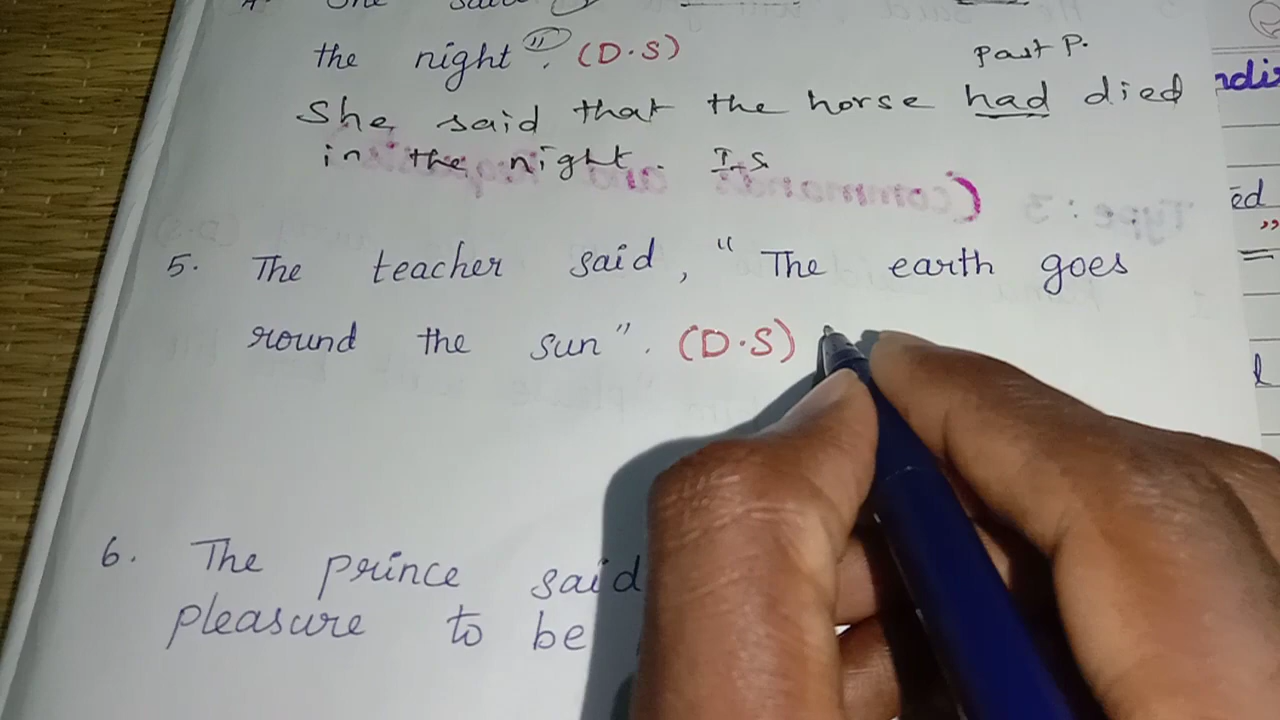 the night". (D.S)
Past P.
She said that the horse had died
in the night. I.S
5. The teacher said, "The earth goes
round the sun". (D.S)
6. The prince said
pleasure to be